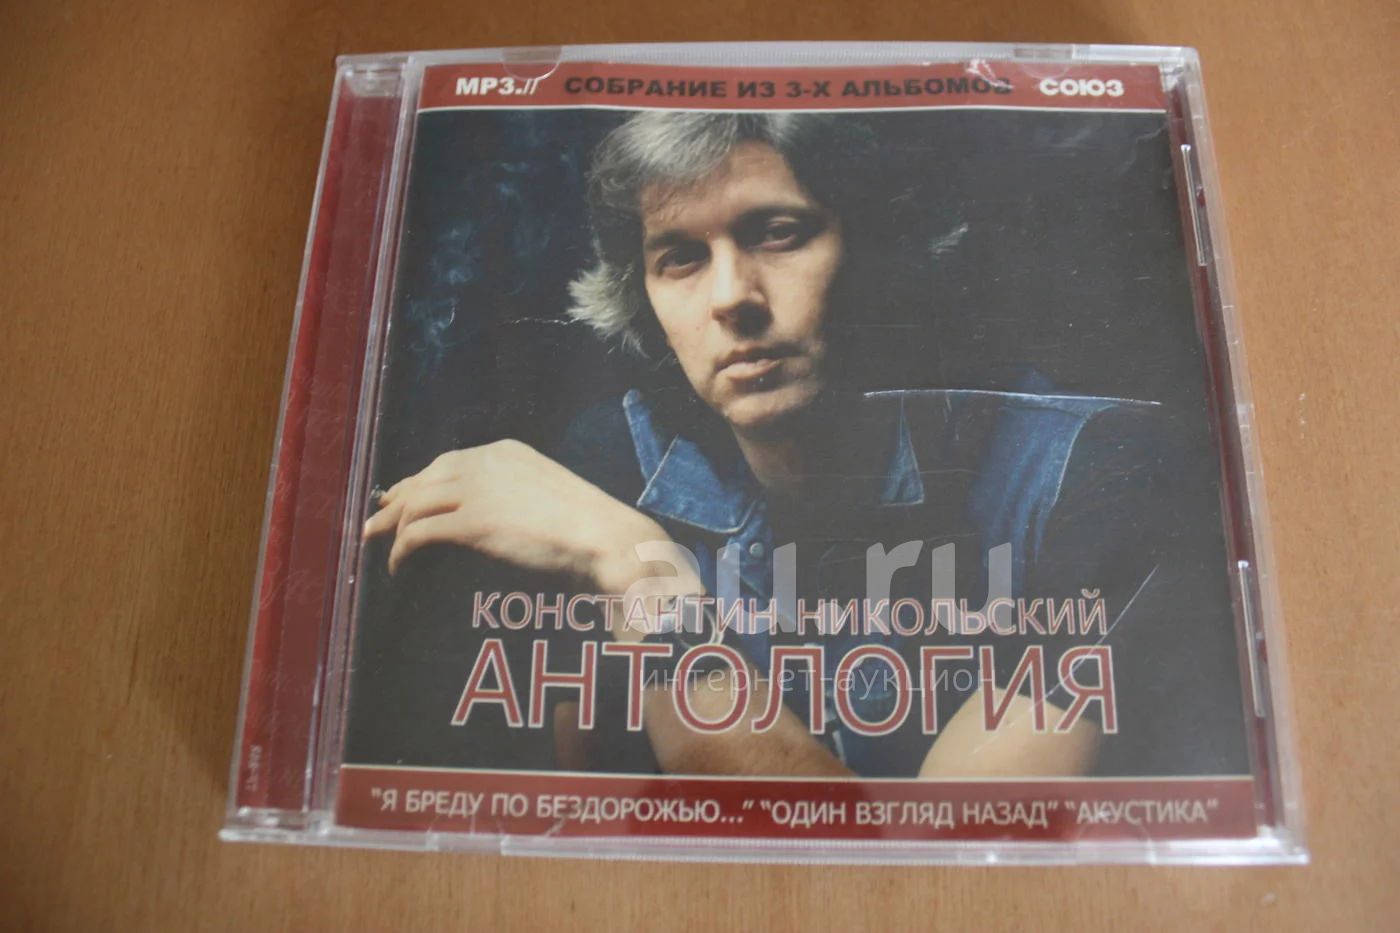 MP3.// СОБРАНИЕ ИЗ 3-Х АЛЬБОМОВ СОЮЗ
au.ru
КОНСТАНТИН НИКОЛЬСКИЙ
интернет-аукцион
АНТОЛОГИЯ
"Я БРЕДУ ПО БЕЗДОРОЖЬЮ..." "ОДИН ВЗГЛЯД НАЗАД" "АКУСТИКА"